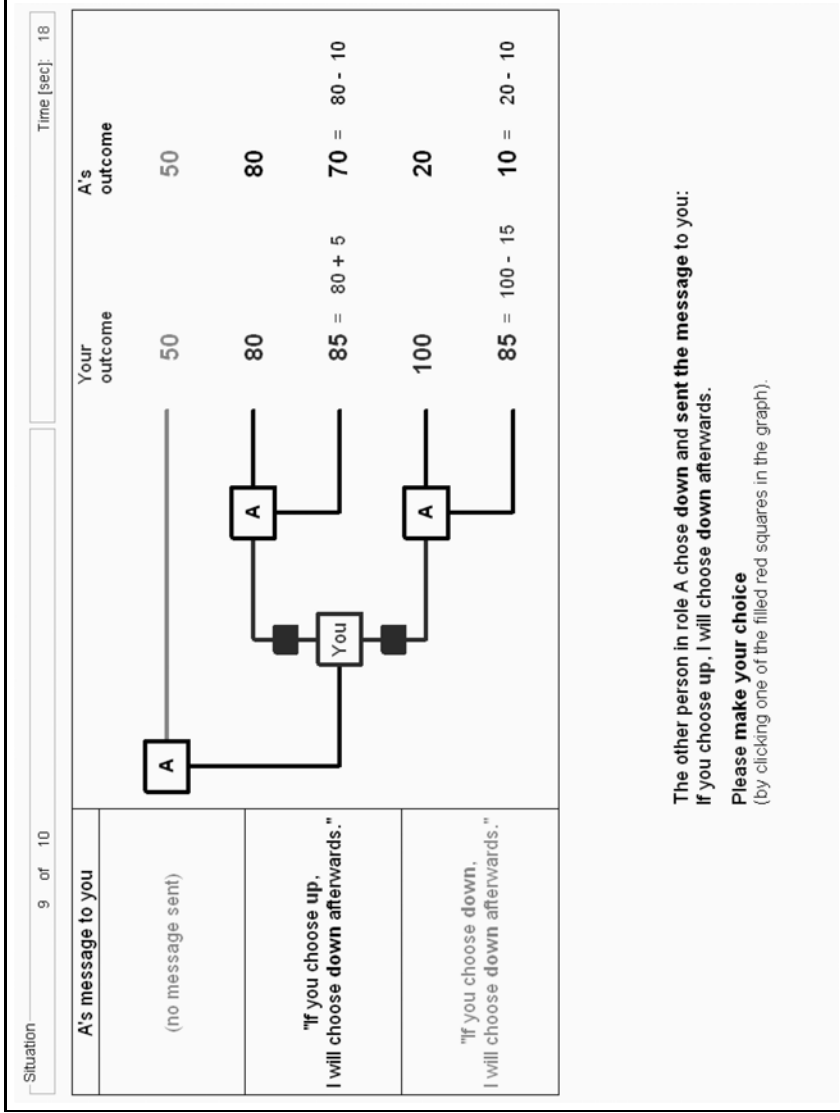 Situation
9 of 10
Time [sec]: 18
A's message to you
Your
outcome
A's
outcome
(no message sent)
A
50
50
"If you choose up,
I will choose down afterwards."
A
80
80
You
85 = 80 + 5
70 = 80 - 10
"If you choose down,
I will choose down afterwards."
A
100
20
85 = 100 - 15
10 = 20 - 10
The other person in role A chose down and sent the message to you:
If you choose up, I will choose down afterwards.
Please make your choice
(by clicking one of the filled red squares in the graph).